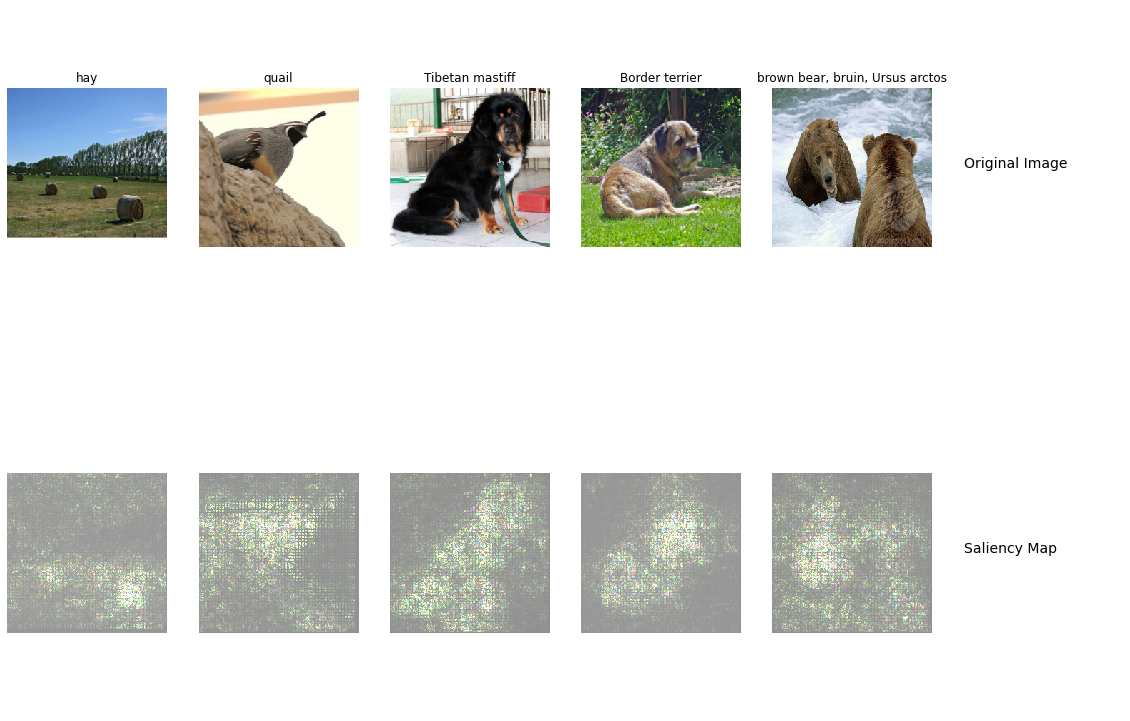 hay
quail
Tibetan mastiff
Border terrier
brown bear, bruin, Ursus arctos
Original Image
Saliency Map